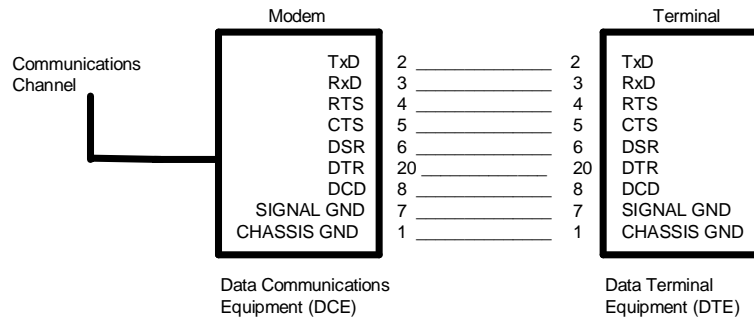 Modem Terminal
Communications
Channel
TxD 2 2 TxD
RxD 3 3 RxD
RTS 4 4 RTS
CTS 5 5 CTS
DSR 6 6 DSR
DTR 20 20 DTR
DCD 8 8 DCD
SIGNAL GND 7 7 SIGNAL GND
CHASSIS GND 1 1 CHASSIS GND
Data Communications
Equipment (DCE)
Data Terminal
Equipment (DTE)